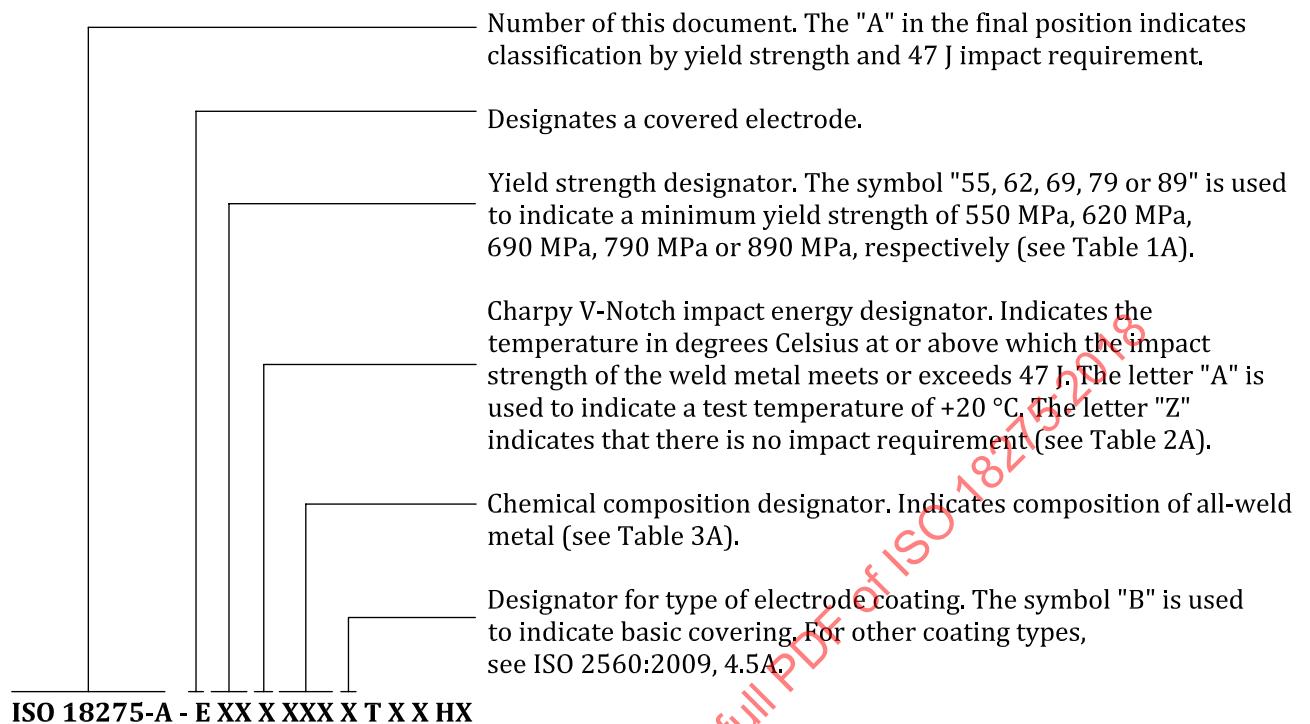 Number of this document. The "A" in the final position indicates
classification by yield strength and 47 J impact requirement.
Designates a covered electrode.
Yield strength designator. The symbol "55, 62, 69, 79 or 89" is used
to indicate a minimum yield strength of 550 MPa, 620 MPa,
690 MPa, 790 MPa or 890 MPa, respectively (see Table 1A).
Charpy V-Notch impact energy designator. Indicates the
temperature in degrees Celsius at or above which the impact
strength of the weld metal meets or exceeds 47 J. The letter "A" is
used to indicate a test temperature of +20 °C. The letter "Z"
indicates that there is no impact requirement (see Table 2A).
Chemical composition designator. Indicates composition of all-weld
metal (see Table 3A).
Designator for type of electrode coating. The symbol "B" is used
to indicate basic covering. For other coating types,
see ISO 2560:2009, 4.5A.
ISO 18275-A - E XX X XXX X T X X HX
full PDF of ISO 18275:2018